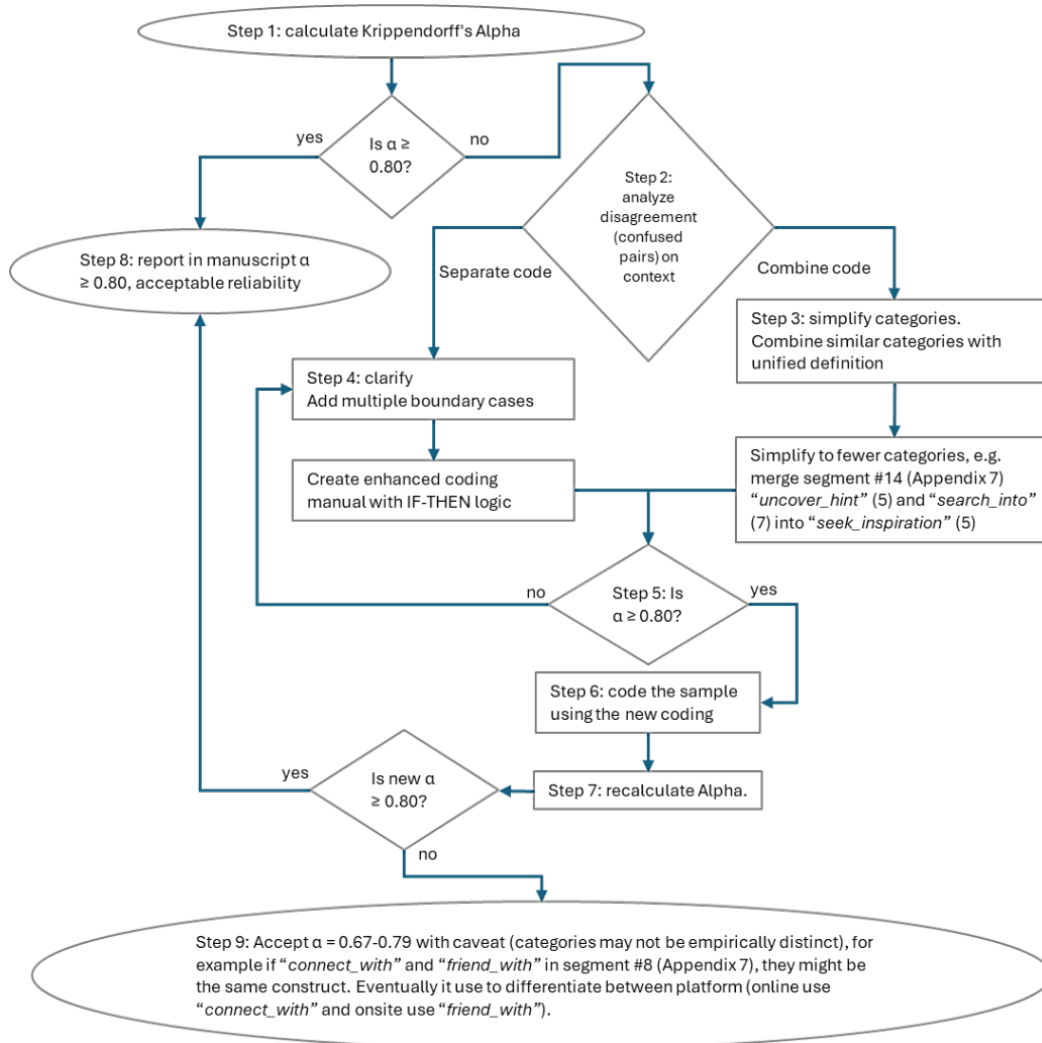 Step 1: calculate Krippendorff's Alpha
yes
Is α ≥
0.80?
no
Step 2:
analyze
disagreement
(confused
pairs) on
context
Step 8: report in manuscript α
≥ 0.80, acceptable reliability
Separate code
Combine code
Step 3: simplify categories.
Combine similar categories with
unified definition
Step 4: clarify
Add multiple boundary cases
Create enhanced coding
manual with IF-THEN logic
Simplify to fewer categories, e.g.
merge segment #14 (Appendix 7)
“uncover_hint” (5) and “search_into”
(7) into “seek_inspiration” (5)
no
Step 5: Is
α ≥ 0.80?
yes
Step 6: code the sample
using the new coding
yes
Is new α
≥ 0.80?
Step 7: recalculate Alpha.
no
Step 9: Accept α = 0.67-0.79 with caveat (categories may not be empirically distinct), for
example if “connect_with” and “friend_with” in segment #8 (Appendix 7), they might be
the same construct. Eventually it use to differentiate between platform (online use
“connect_with” and onsite use “friend_with”).